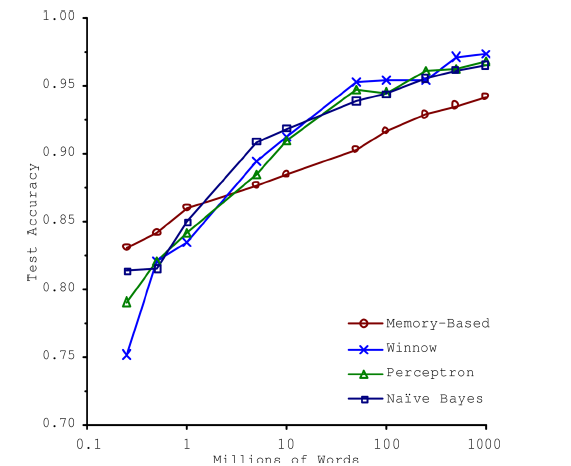 1.00
0.95
0.90
0.85
0.80
0.75
0.70
Test Accuracy
Memory-Based
Winnow
Perceptron
Naïve Bayes
0.1 1 10 100 1000
Millions of Words